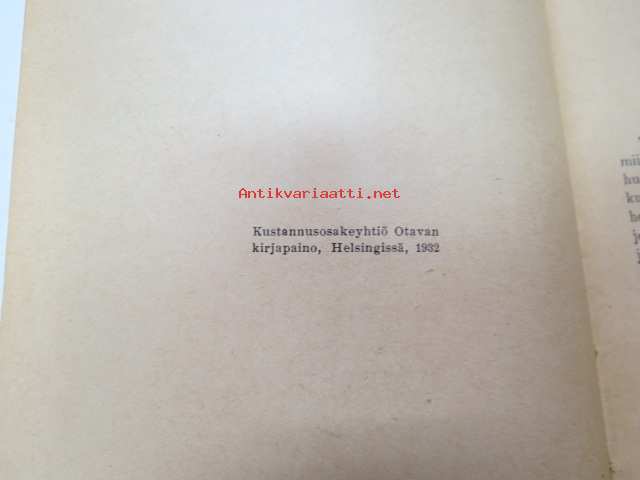 Antikvariaatti.net
Kustannusosakeyhtiö Otavan
kirjapaino, Helsingissä, 1932